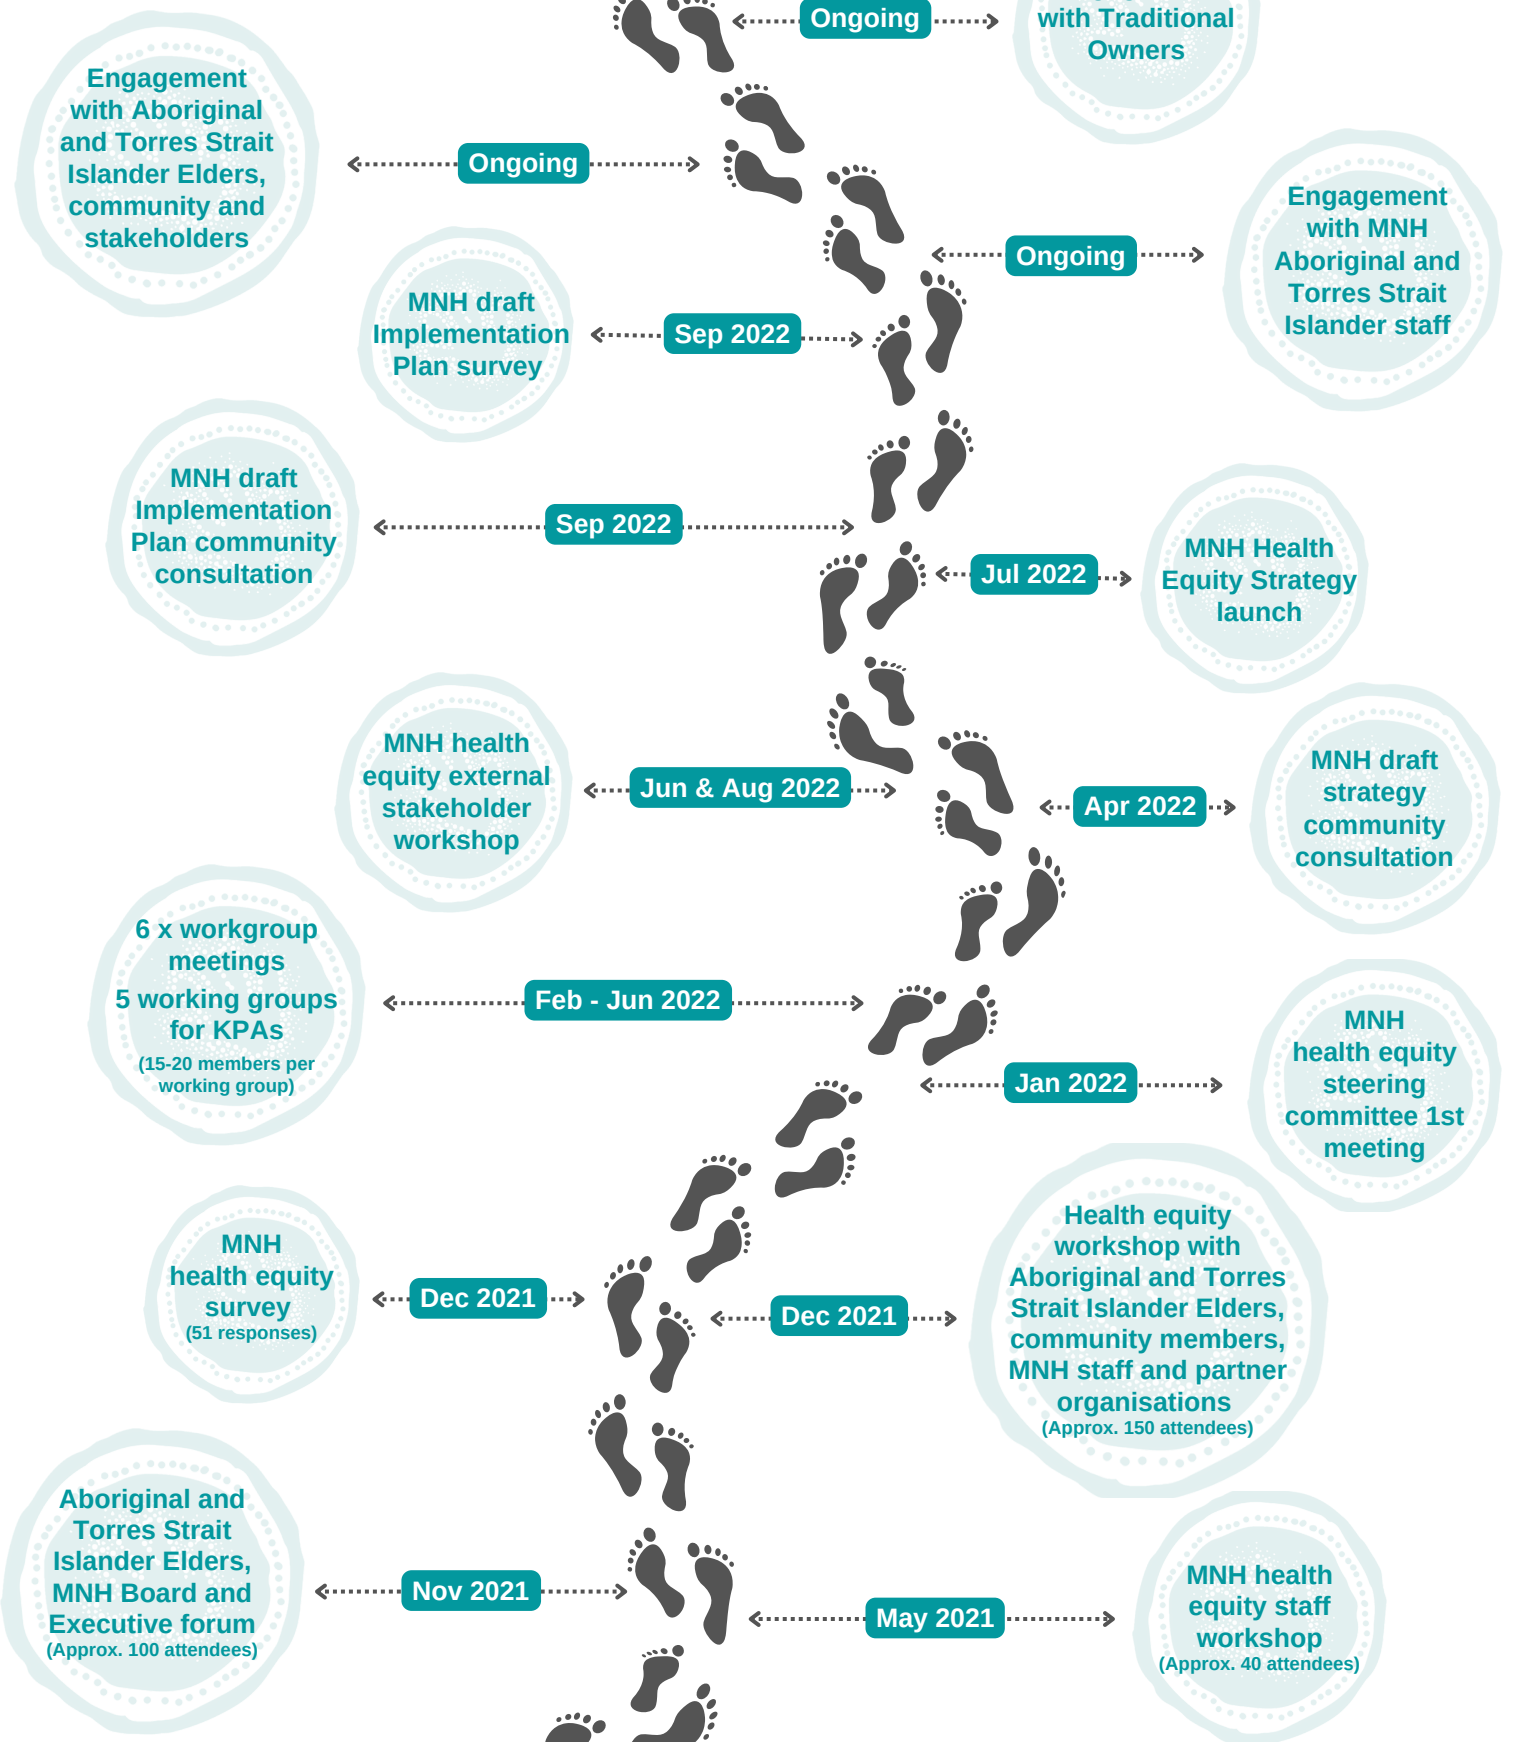 Ongoing
with Traditional
Owners
Engagement
with Aboriginal
and Torres Strait
Islander Elders,
community and
stakeholders
Ongoing
Engagement
with MNH
Aboriginal and
Torres Strait
Islander staff
Ongoing
MNH draft
Implementation
Plan survey
Sep 2022
MNH draft
Implementation
Plan community
consultation
Sep 2022
Jul 2022
MNH Health
Equity Strategy
launch
MNH health
equity external
stakeholder
workshop
Jun & Aug 2022
Apr 2022
MNH draft
strategy
community
consultation
6 x workgroup
meetings
5 working groups
for KPAs
(15-20 members per
working group)
Feb - Jun 2022
Jan 2022
MNH
health equity
steering
committee 1st
meeting
MNH
health equity
survey
(51 responses)
Dec 2021
Dec 2021
Health equity
workshop with
Aboriginal and Torres
Strait Islander Elders,
community members,
MNH staff and partner
organisations
(Approx. 150 attendees)
Aboriginal and
Torres Strait
Islander Elders,
MNH Board and
Executive forum
(Approx. 100 attendees)
Nov 2021
May 2021
MNH health
equity staff
workshop
(Approx. 40 attendees)